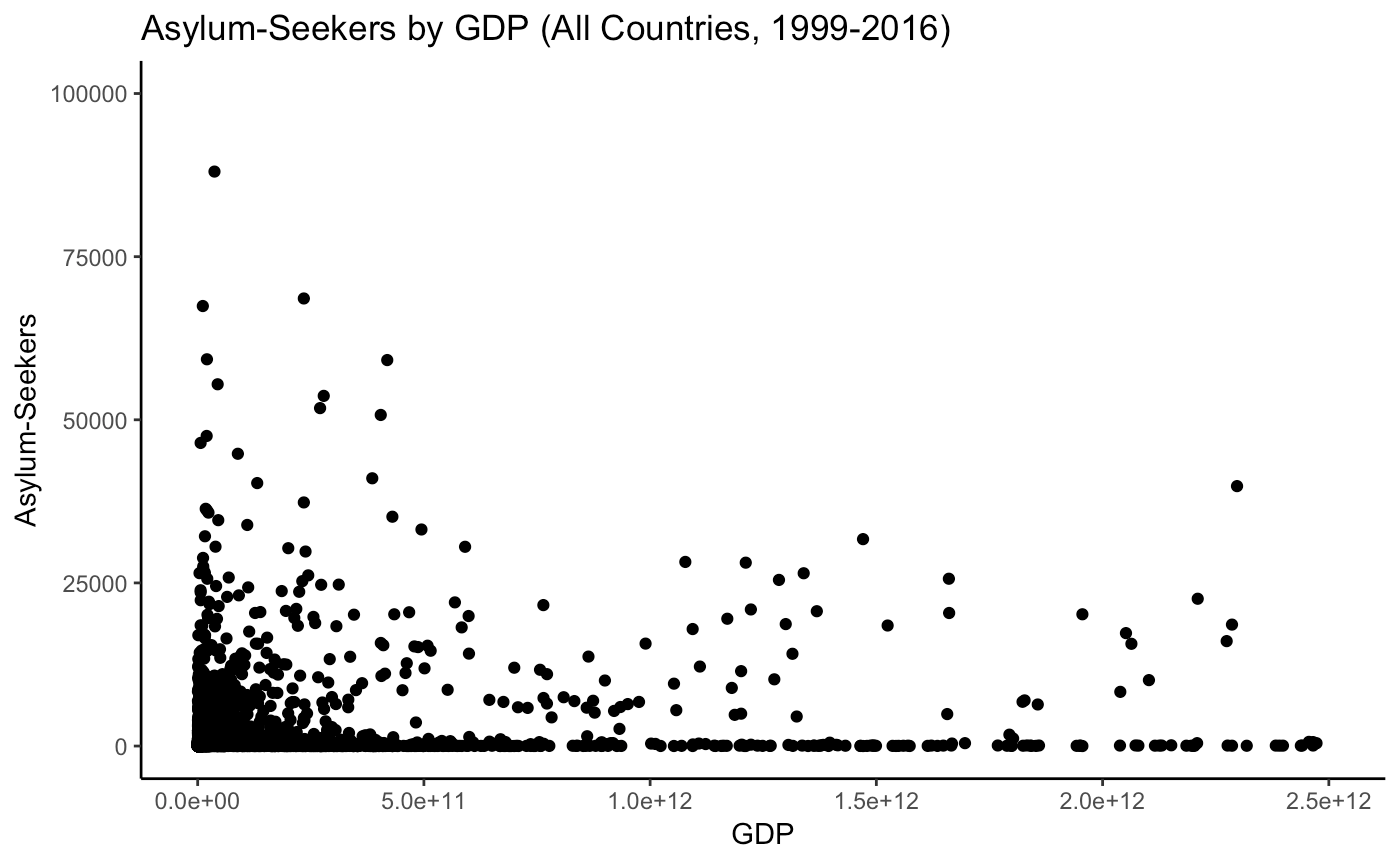 Asylum-Seekers by GDP (All Countries, 1999-2016)
100000
75000
50000
25000
0
Asylum-Seekers
0.0e+00 5.0e+11 1.0e+12 1.5e+12 2.0e+12 2.5e+12
GDP